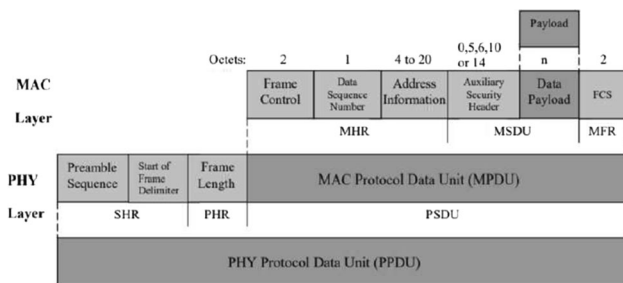 Payload
Octets: 2 1 4 to 20 0,5,6,10 or 14 n 2
MAC Layer
Frame Control
Data Sequence Number
Address Information
Auxiliary Security Header
Data Payload
FCS
MHR MSDU MFR
PHY Layer
Preamble Sequence
Start of Frame Delimiter
Frame Length
MAC Protocol Data Unit (MPDU)
SHR PHR PSDU
PHY Protocol Data Unit (PPDU)